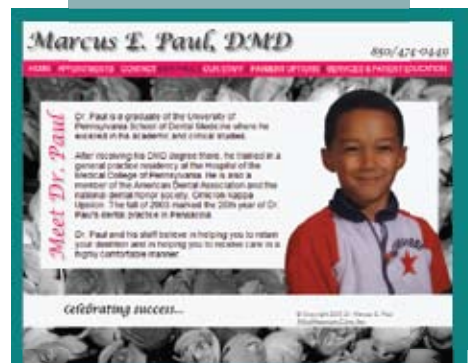 Marcus E. Paul, DMD
850/474-0449
HOME APPOINTMENTS CONTACT OUR STAFF PAYMENT OPTIONS SERVICES & PATIENT EDUCATION
Meet Dr. Paul
Dr. Paul is a graduate of the University of
Pennsylvania School of Dental Medicine where he
excelled in his academic and clinical studies.
After receiving his DMD degree there, he trained in a
general practice residency at the Hospital of the
Medical College of Pennsylvania. He is also a
member of the American Dental Association and the
national dental honor society, Omicron Kappa
Upsilon. The fall of 2003 marked the 20th year of Dr.
Paul's dental practice in Pensacola.
Dr. Paul and his staff believe in helping you to retain
your dentition and in helping you to receive care in a
highly comfortable manner.
Celebrating success...
© Copyright Dr. Marcus E. Paul